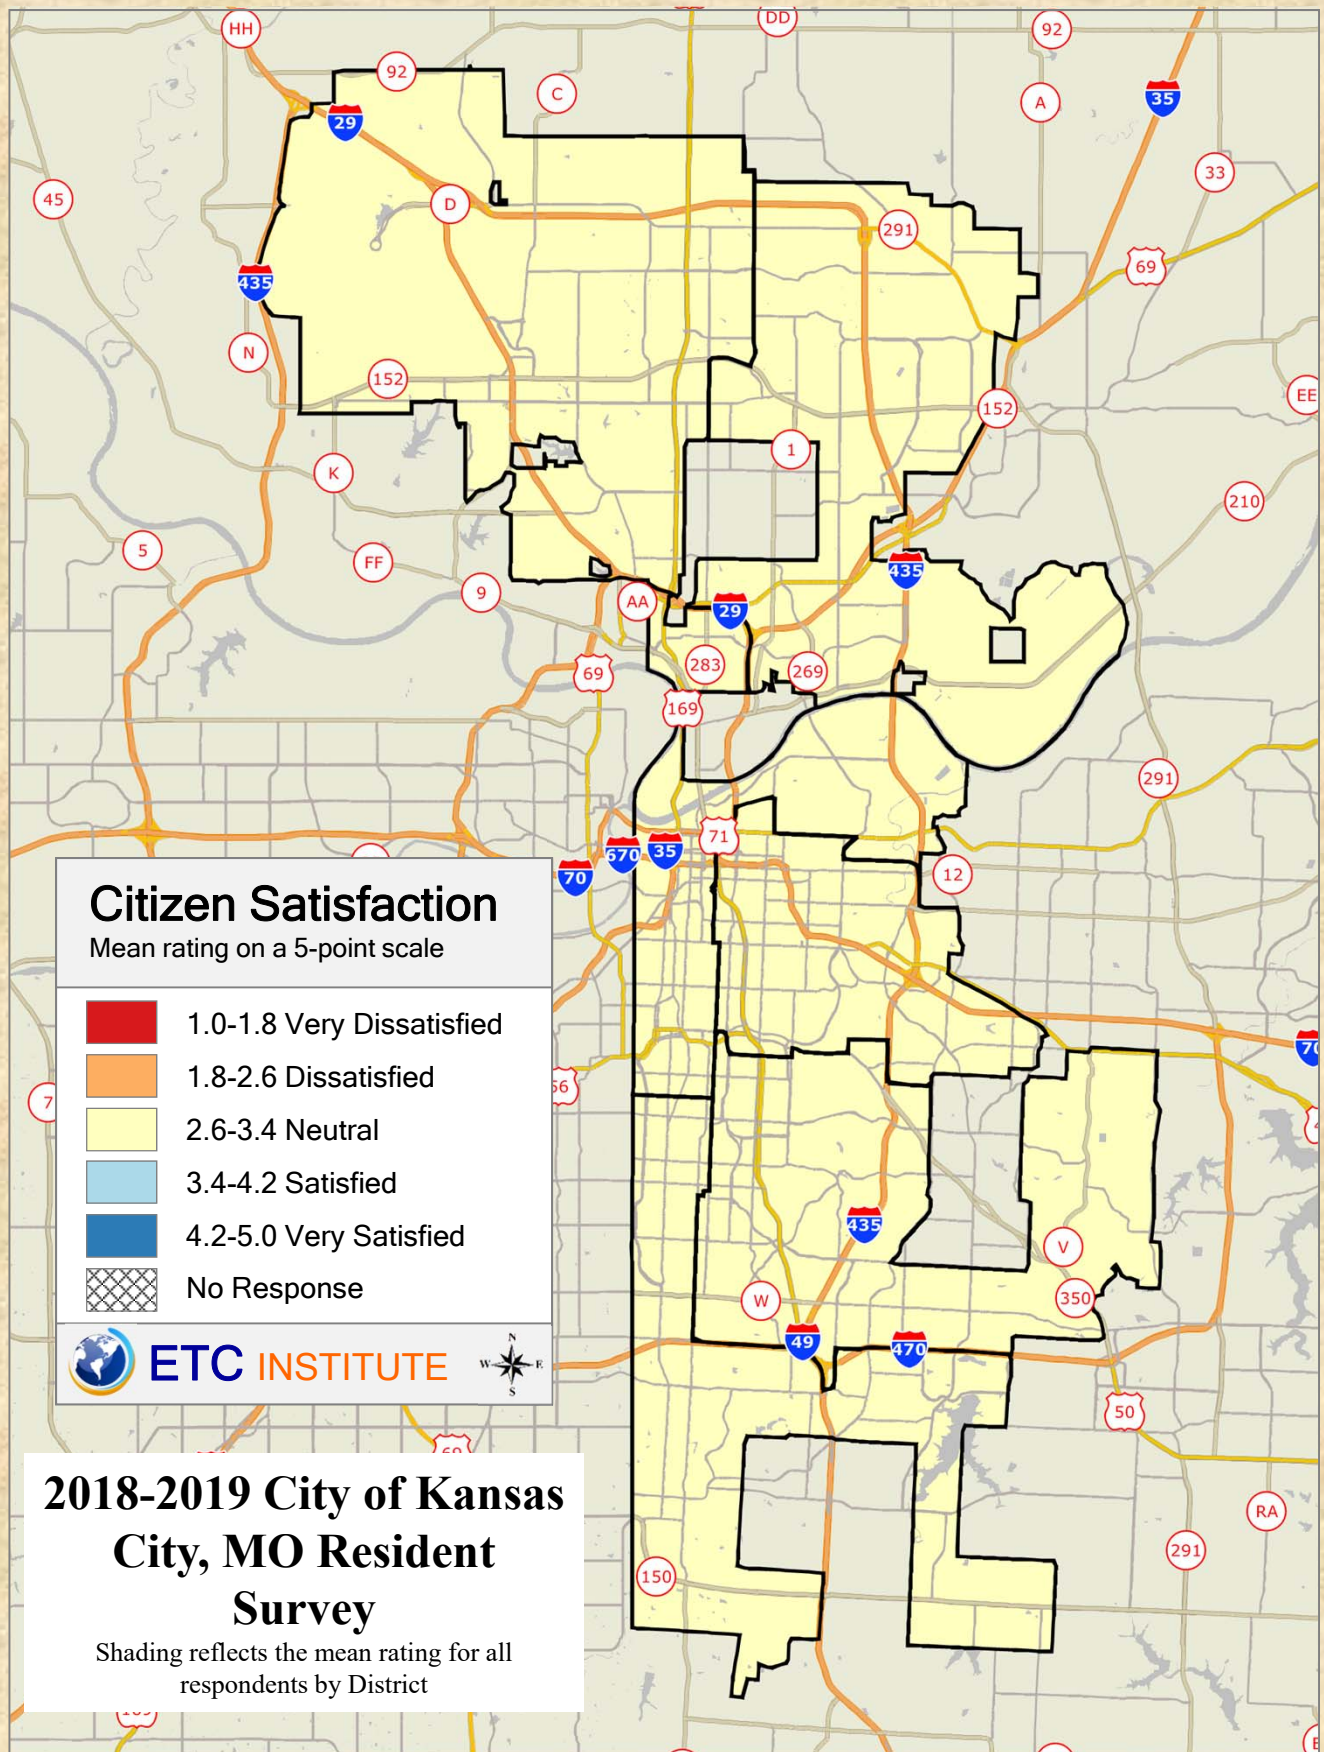 HH
DD
92
92
C
A
35
29
33
45
D
291
69
435
N
152
EE
152
1
K
210
5
FF
435
9
AA
29
283
269
69
169
291
71
670
35
70
12
Citizen Satisfaction
Mean rating on a 5-point scale
1.0-1.8 Very Dissatisfied
1.8-2.6 Dissatisfied
2.6-3.4 Neutral
3.4-4.2 Satisfied
4.2-5.0 Very Satisfied
No Response
ETC INSTITUTE
N
W E
S
70
56
7
435
V
350
W
49
470
50
69
RA
291
150
2018-2019 City of Kansas
City, MO Resident
Survey
Shading reflects the mean rating for all
respondents by District
169